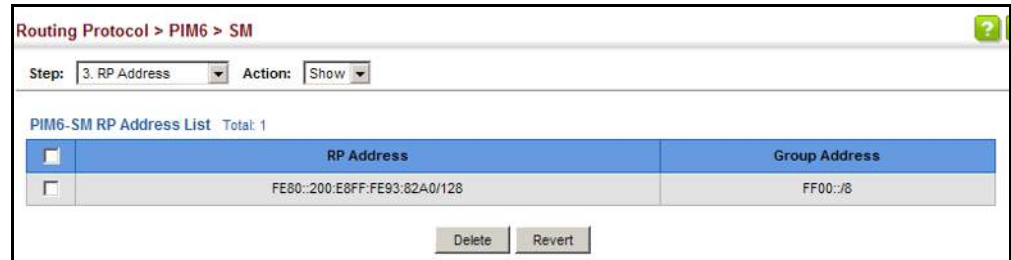 Routing Protocol > PIM6 > SM
?
Step: 3. RP Address Action: Show
PIM6-SM RP Address List Total: 1
RP Address Group Address
FE80::200:E8FF:FE93:82A0/128 FF00::/8
Delete Revert